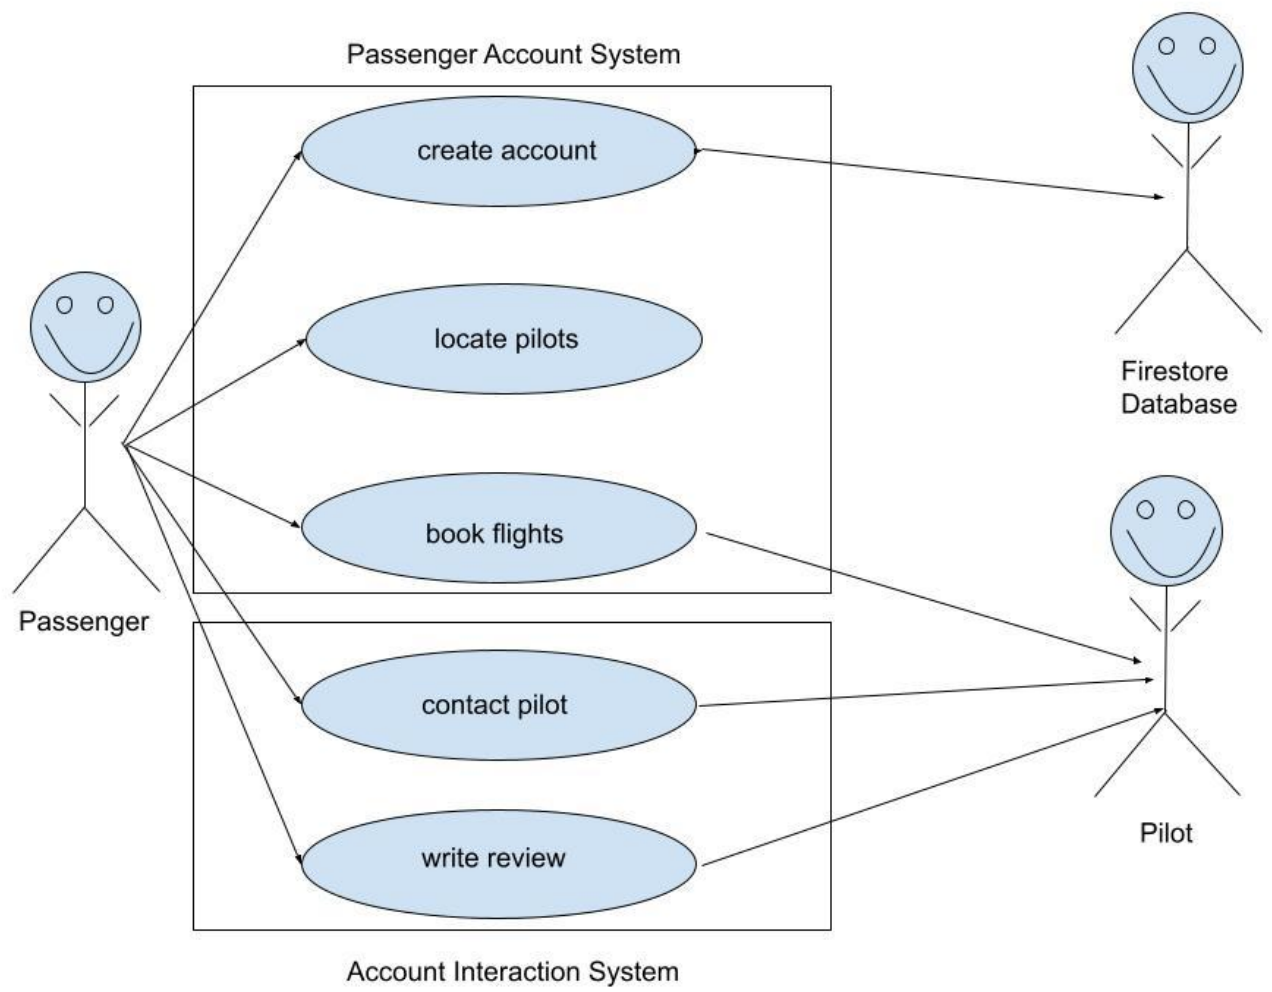 Passenger Account System
create account
locate pilots
book flights
Passenger
Firestore
Database
contact pilot
write review
Pilot
Account Interaction System